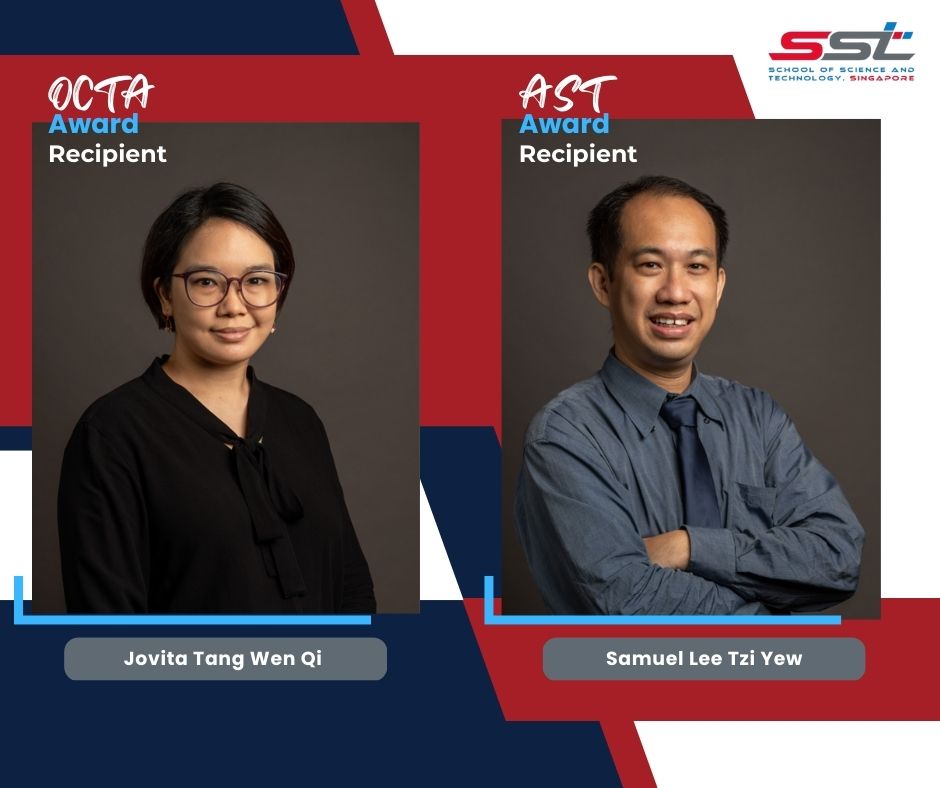 SST
SCHOOL OF SCIENCE AND
TECHNOLOGY, SINGAPORE
OCTA
Award
Recipient
AST
Award
Recipient
Jovita Tang Wen Qi
Samuel Lee Tzi Yew